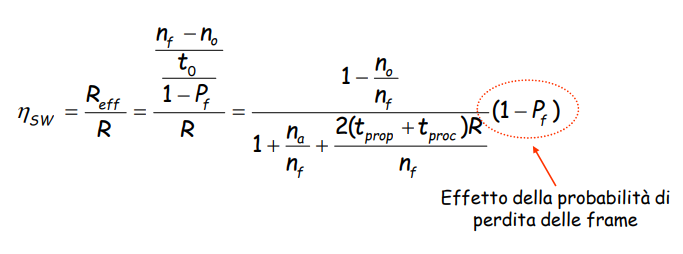 η_SW = R_eff / R = (((n_f − n_o) / t_0) / (1 − P_f)) / R = ((1 − n_o / n_f) / (1 + n_a / n_f + 2(t_prop + t_proc)R / n_f)) (1 − P_f)
Effetto della probabilità di
perdita delle frame